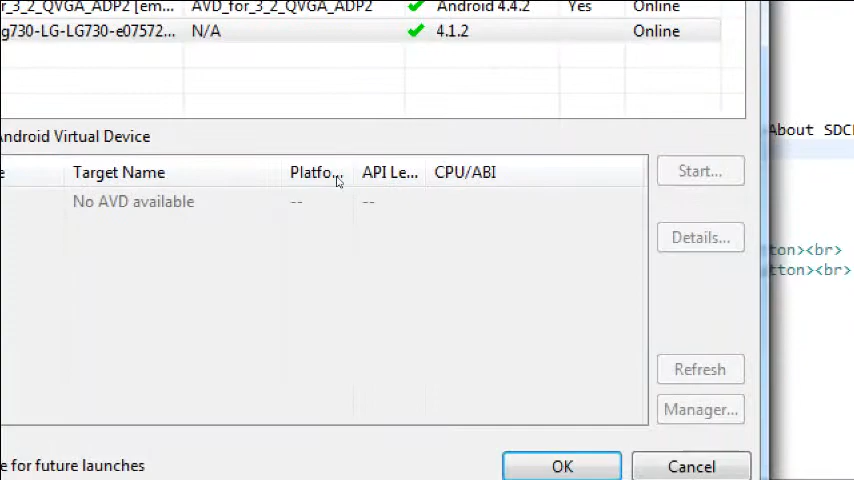 r_3_2_QVGA_ADP2 [em... AVD_for_3_2_QVGA_ADP2 Android 4.4.2 Yes Online
g730-LG-LG730-e07572... N/A 4.1.2 Online
About SDC
ndroid Virtual Device
e Target Name Platfo... API Le... CPU/ABI Start...
No AVD available -- --
Details...
ton><br>
tton><br>
Refresh
Manager...
e for future launches OK Cancel